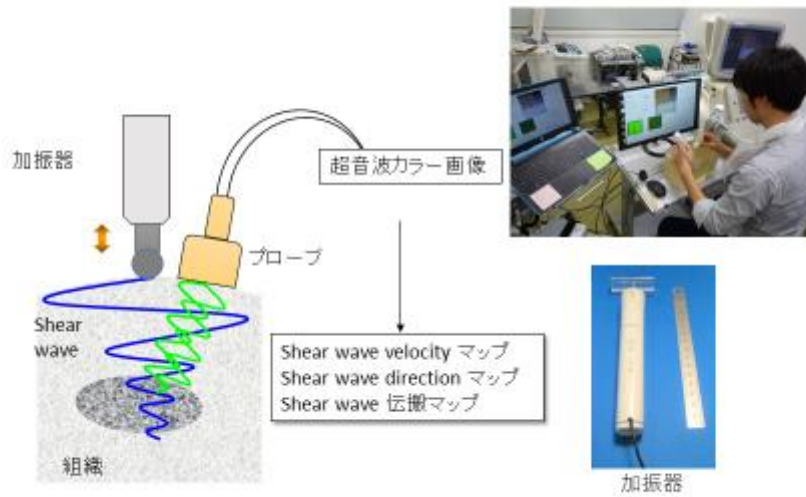 加振器
超音波カラー画像
プローブ
Shear
wave
Shear wave velocity マップ
Shear wave direction マップ
Shear wave 伝搬マップ
組織
加振器